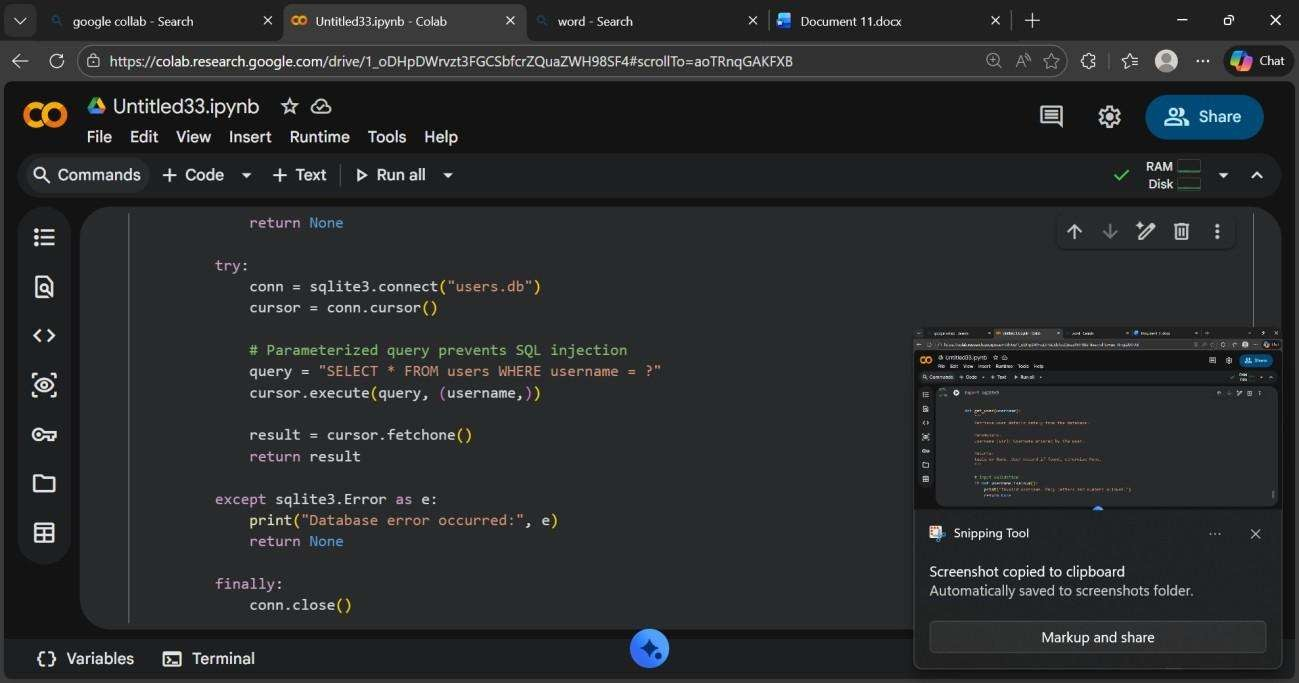 google collab - Search
Untitled33.ipynb - Colab
word - Search
Document 11.docx
https://colab.research.google.com/drive/1_oDHpDWrvzt3FGCSbfcrZQuaZWH98SF4#scrollTo=aoTRnqGAKFXB
Chat
Untitled33.ipynb
File Edit View Insert Runtime Tools Help
Share
Commands + Code + Text Run all
RAM
Disk
return None
try:
conn = sqlite3.connect("users.db")
cursor = conn.cursor()
# Parameterized query prevents SQL injection
query = "SELECT * FROM users WHERE username = ?"
cursor.execute(query, (username,))
result = cursor.fetchone()
return result
except sqlite3.Error as e:
print("Database error occurred:", e)
return None
finally:
conn.close()
Snipping Tool
Screenshot copied to clipboard
Automatically saved to screenshots folder.
Markup and share
Variables Terminal